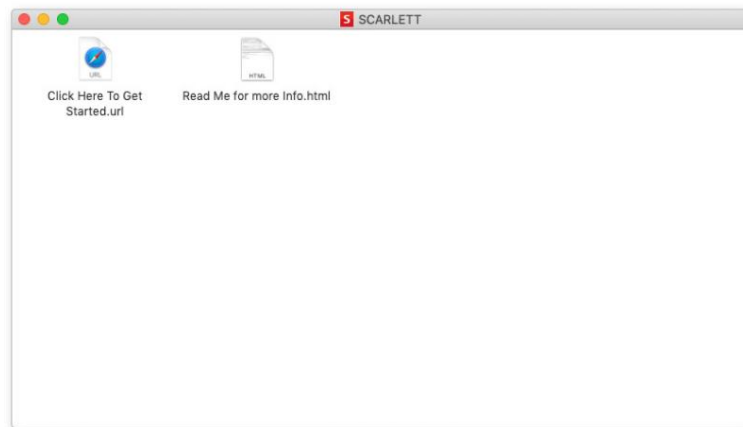 S SCARLETT
URL
HTML
Click Here To Get
Started.url
Read Me for more Info.html